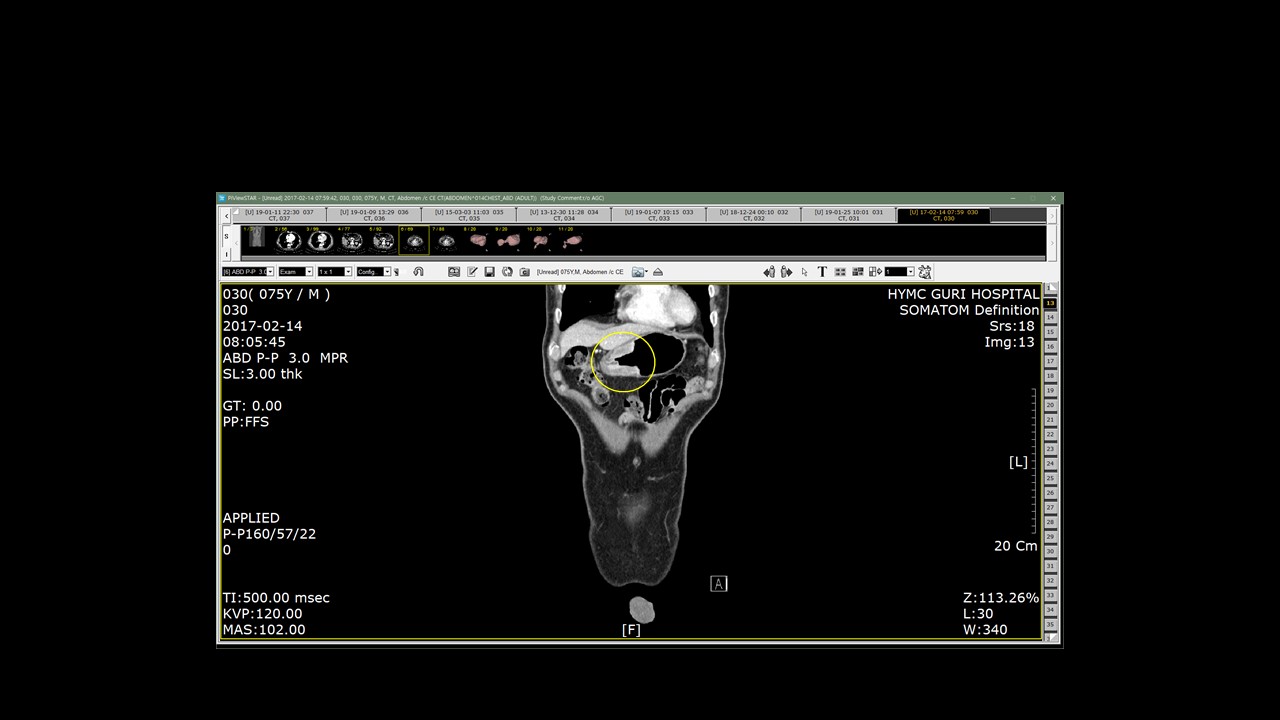 PiViewSTAR - [Unread] 2017-02-14 07:59:42, 030, 030, 075Y, M, CT, Abdomen /c CE CT(ABDOMEN^01CHEST_ABD (ADULT)) (Study Comment:r/o AGC)
[U] 19-01-11 22:30 037
CT, 037
[U] 19-01-09 13:29 036
CT, 036
[U] 15-03-03 11:03 035
CT, 035
[U] 13-12-30 11:28 034
CT, 034
[U] 19-01-07 10:15 033
CT, 033
[U] 18-12-24 00:10 032
CT, 032
[U] 19-01-25 10:01 031
CT, 031
[U] 17-02-14 07:59 030
CT, 030
S
I
[6] ABD P-P 3.0
Exam
1 x 1
Config.
[Unread] 075Y,M, Abdomen /c CE
T
1
030( 075Y / M )
030
2017-02-14
08:05:45
ABD P-P 3.0 MPR
SL:3.00 thk
GT: 0.00
PP:FFS
APPLIED
P-P160/57/22
0
TI:500.00 msec
KVP:120.00
MAS:102.00
HYMC GURI HOSPITAL
SOMATOM Definition
Srs:18
Img:13
[L]
20 Cm
A
[F]
Z:113.26%
L:30
W:340
13
14
15
16
17
18
19
20
21
22
23
24
25
26
27
28
29
30
31
32
33
34
35